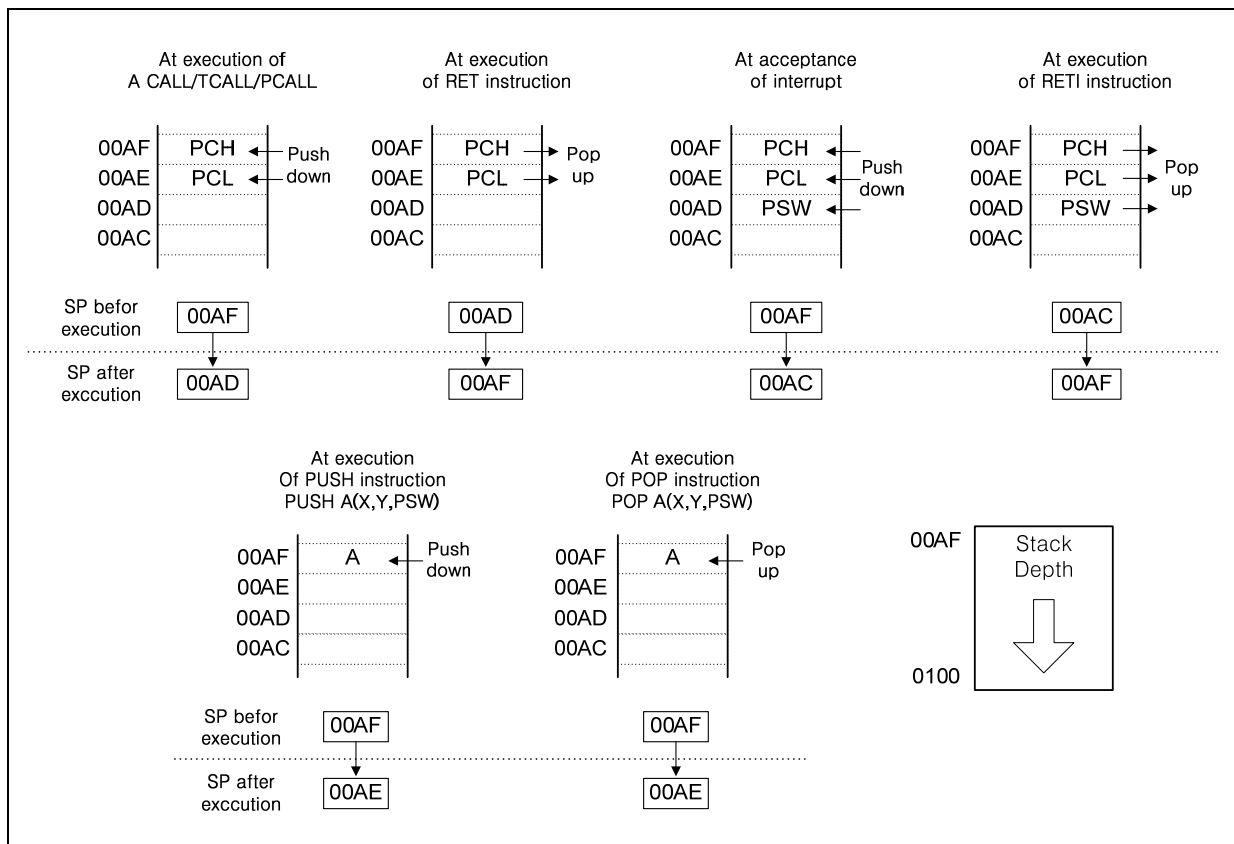 At execution of
A CALL/TCALL/PCALL
At execution
of RET instruction
At acceptance
of interrupt
At execution
of RETI instruction
00AF PCH Push
00AE PCL down
00AD
00AC
00AF PCH Pop
00AE PCL up
00AD
00AC
00AF PCH
00AE PCL Push
00AD PSW down
00AC
00AF PCH
00AE PCL Pop
00AD PSW up
00AC
SP befor
execution
00AF
00AD
00AF
00AC
SP after
exccution
00AD
00AF
00AC
00AF
At execution
Of PUSH instruction
PUSH A(X,Y,PSW)
At execution
Of POP instruction
POP A(X,Y,PSW)
00AF A Push
down
00AE
00AD
00AC
00AF A Pop
up
00AE
00AD
00AC
00AF
Stack
Depth
0100
SP befor
execution
00AF
00AF
SP after
exccution
00AE
00AE